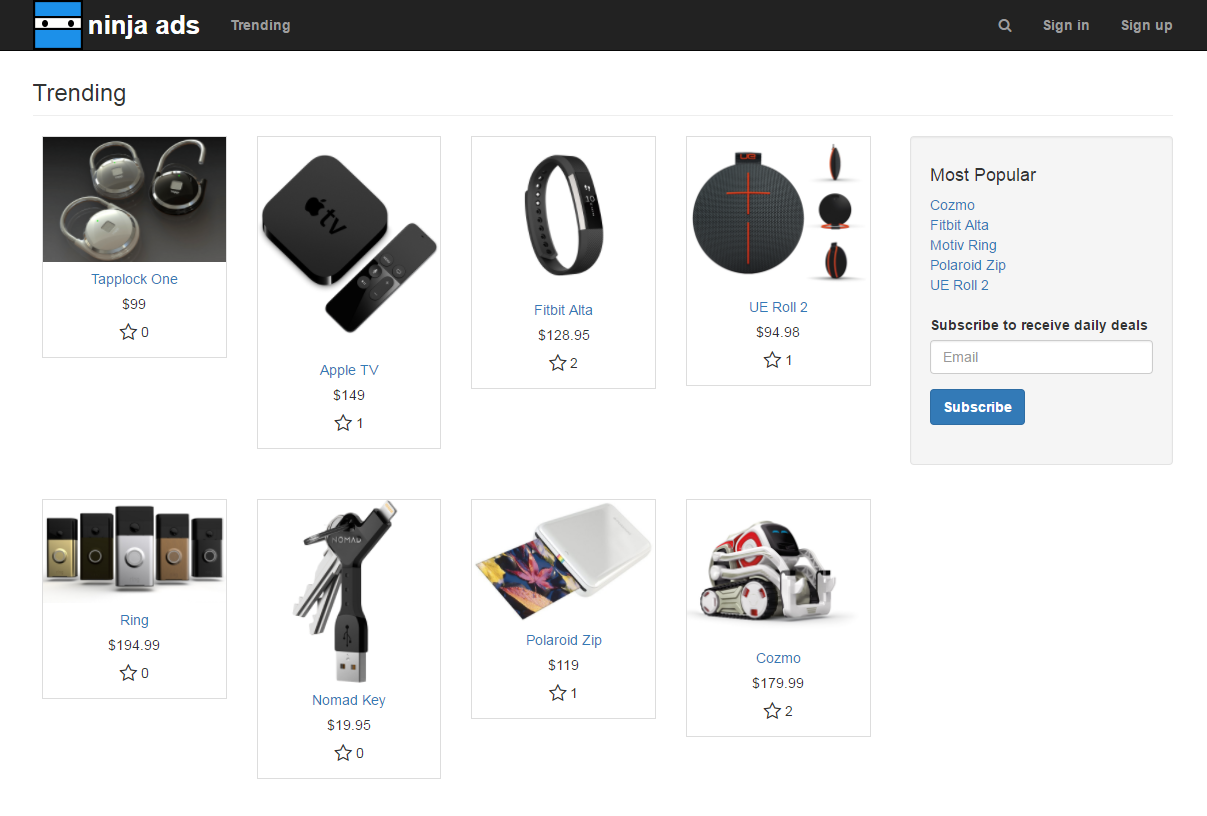 ninja ads
Trending
Sign in
Sign up
Trending
Tapplock One
$99
0
tv
Apple TV
$149
1
Fitbit Alta
$128.95
2
UE
UE Roll 2
$94.98
1
Most Popular
Cozmo
Fitbit Alta
Motiv Ring
Polaroid Zip
UE Roll 2
Subscribe to receive daily deals
Email
Subscribe
Ring
$194.99
0
NOMAD
Nomad Key
$19.95
0
Polaroid Zip
$119
1
Cozmo
$179.99
2